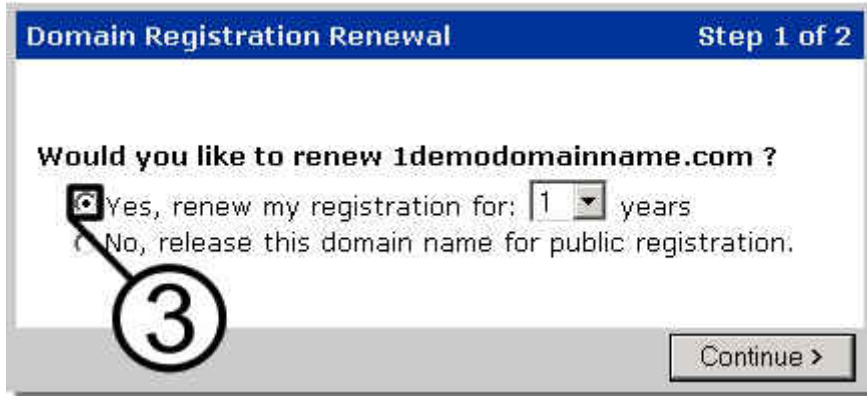 Domain Registration Renewal Step 1 of 2
Would you like to renew 1demodomainname.com ?
Yes, renew my registration for: 1 years
No, release this domain name for public registration.
3
Continue >